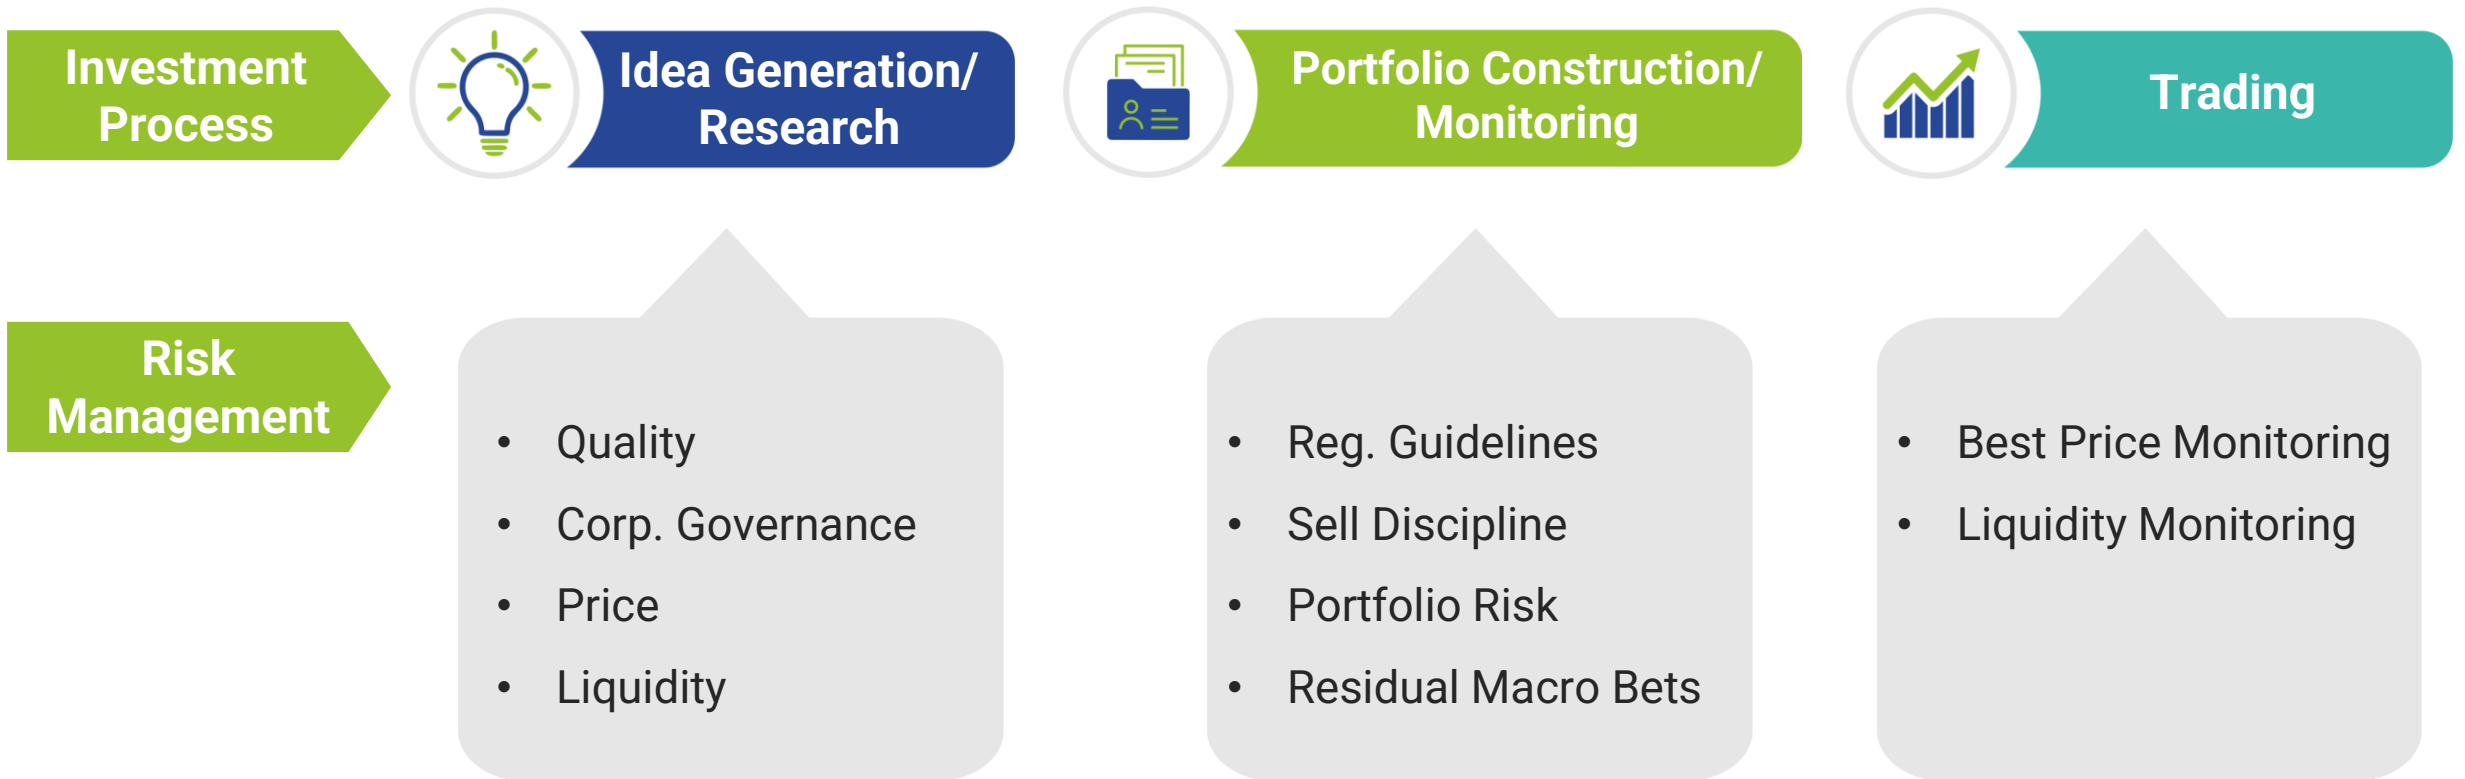 Investment
Process
Idea Generation/
Research
Portfolio Construction/
Monitoring
Trading
Risk
Management
• Quality
• Corp. Governance
• Price
• Liquidity
• Reg. Guidelines
• Sell Discipline
• Portfolio Risk
• Residual Macro Bets
• Best Price Monitoring
• Liquidity Monitoring